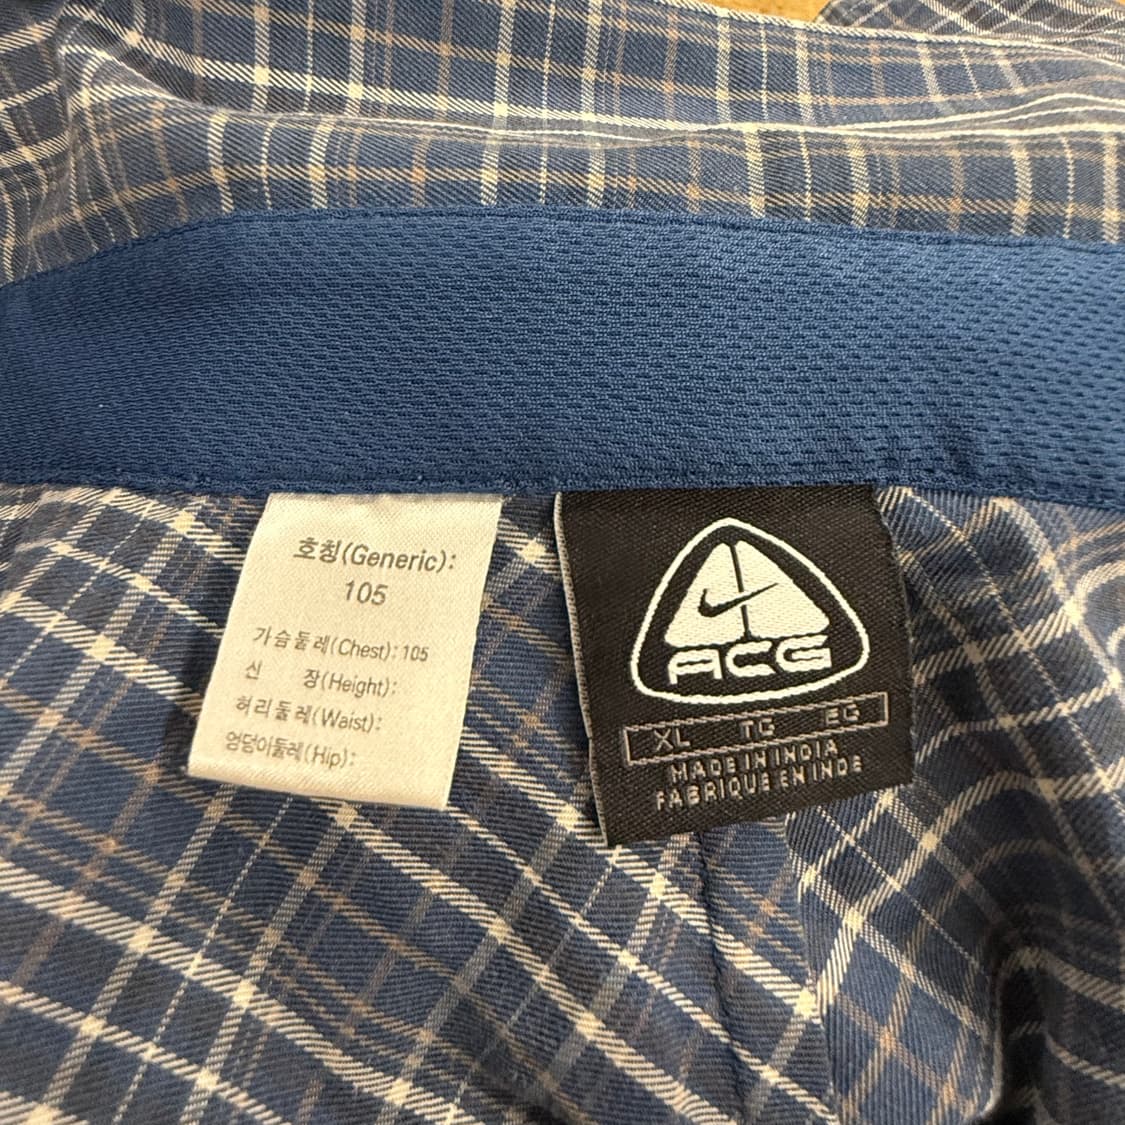 호칭(Generic):
105
가슴둘레(Chest): 105
신 장(Height):
허리둘레(Waist):
엉덩이둘레(Hip):
ACG
XL TG EG
MADE IN INDIA
FABRIQUE EN INDE